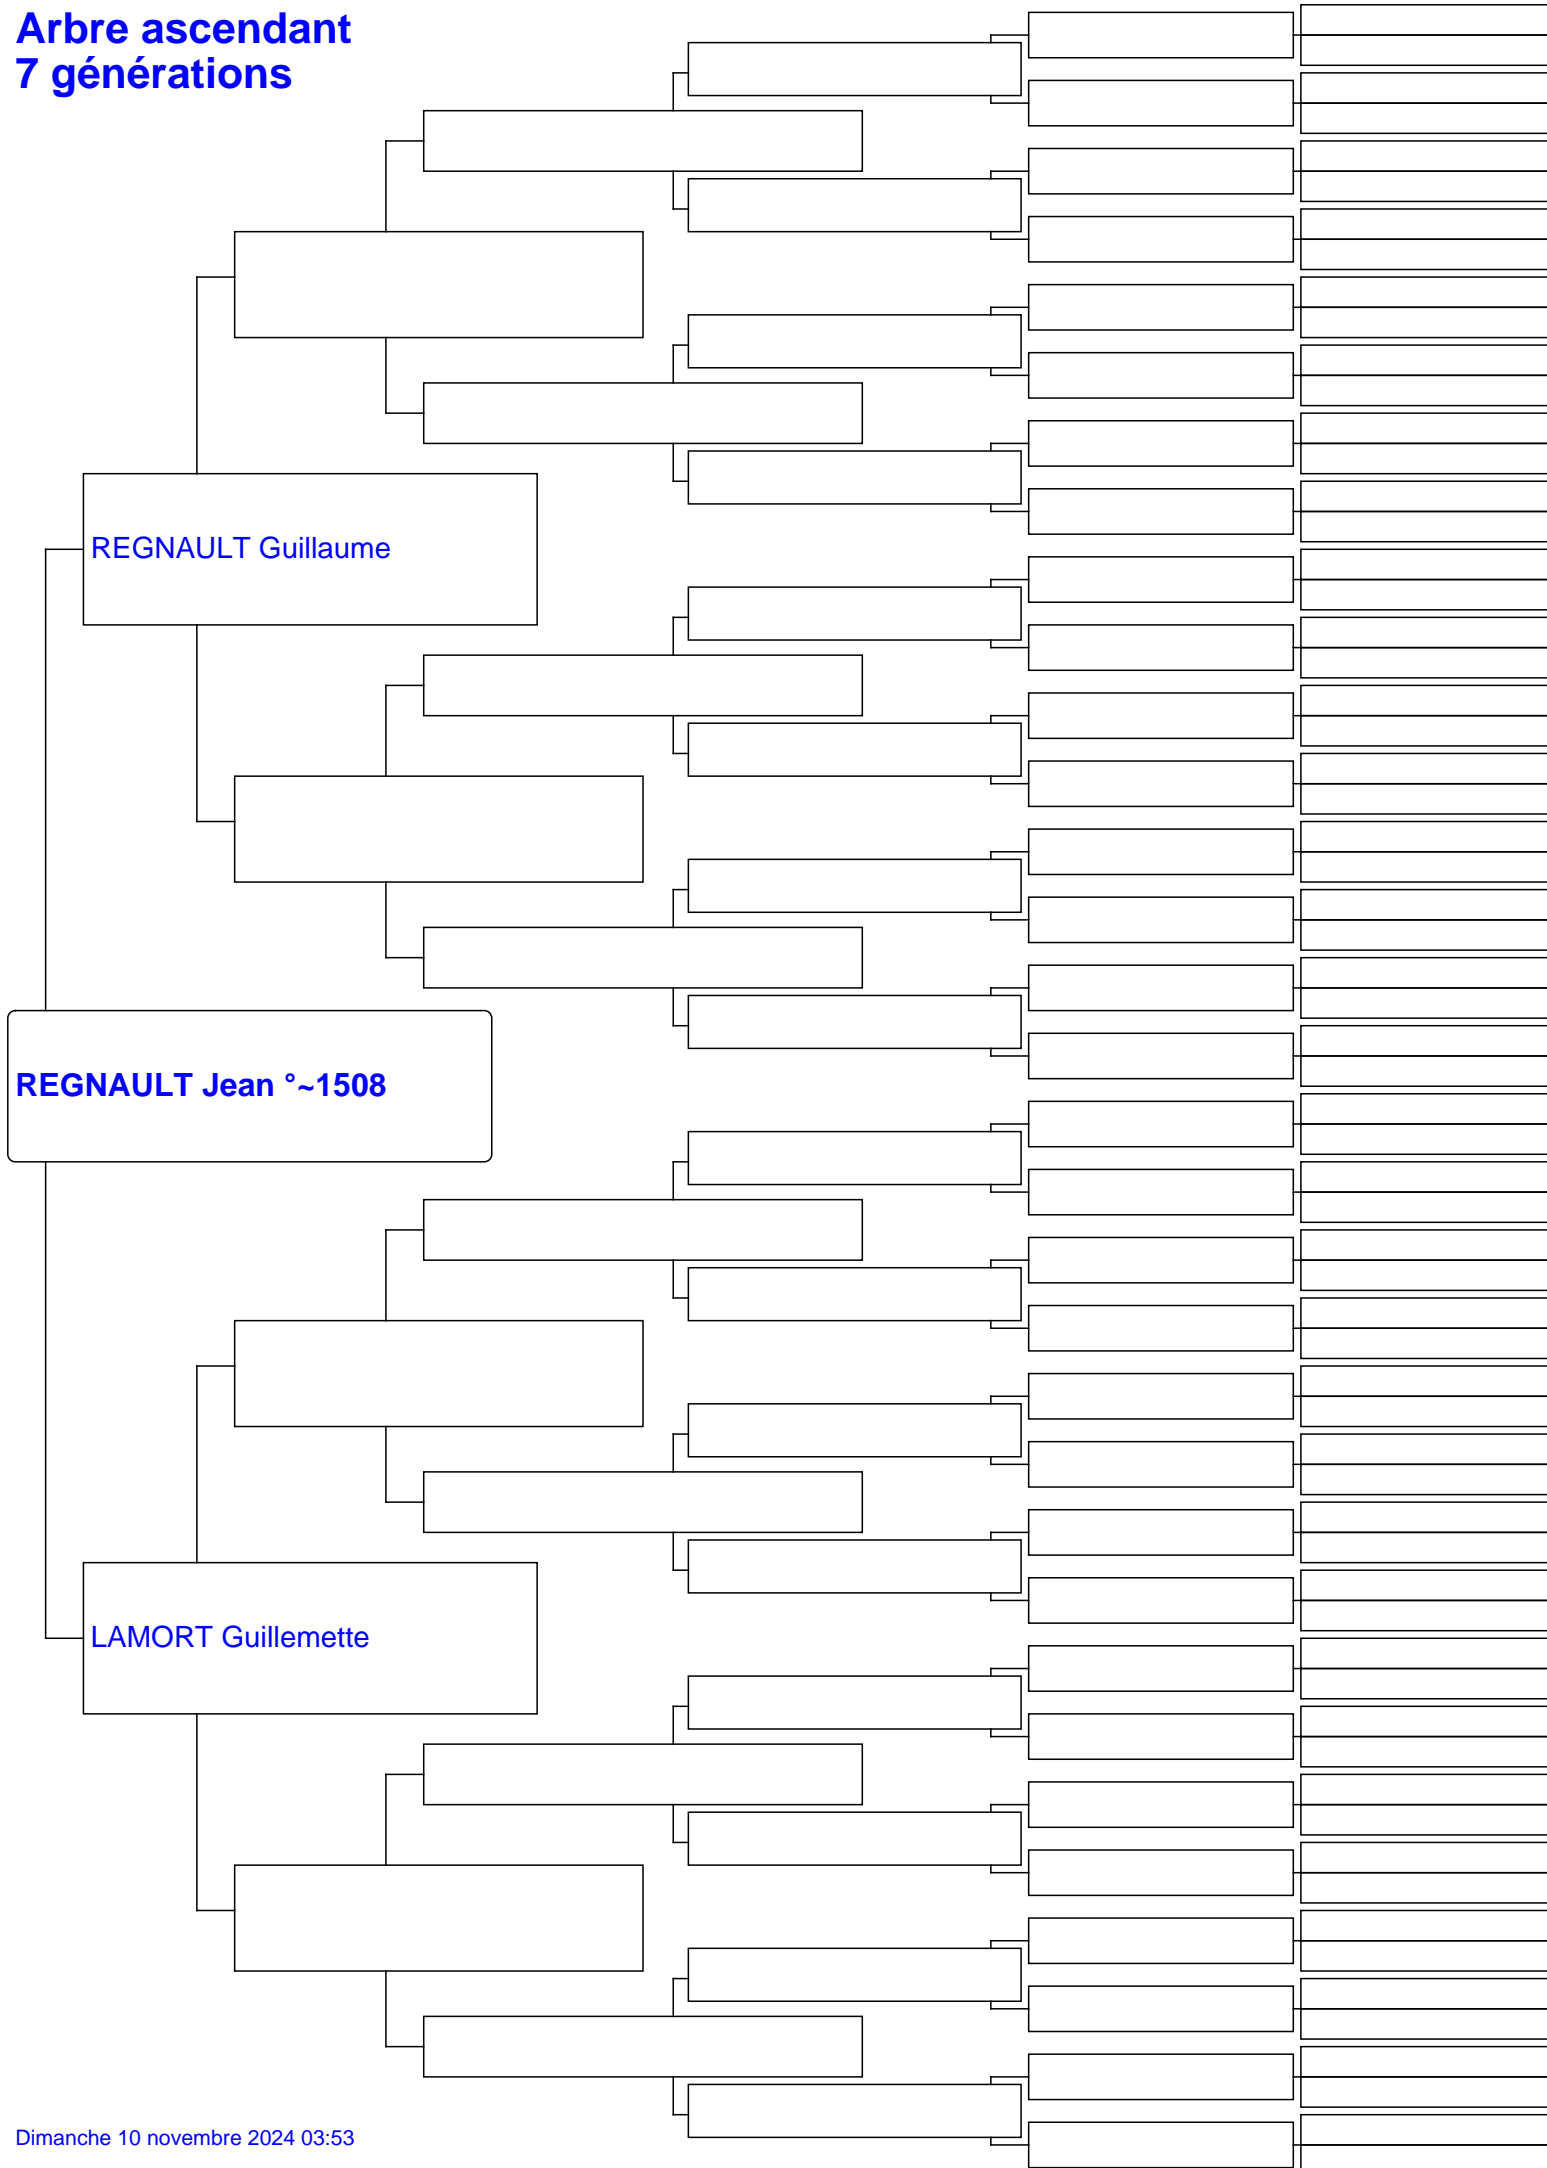 Arbre ascendant
7 générations
REGNAULT Guillaume
REGNAULT Jean °~1508
LAMORT Guillemette
Dimanche 10 novembre 2024 03:53